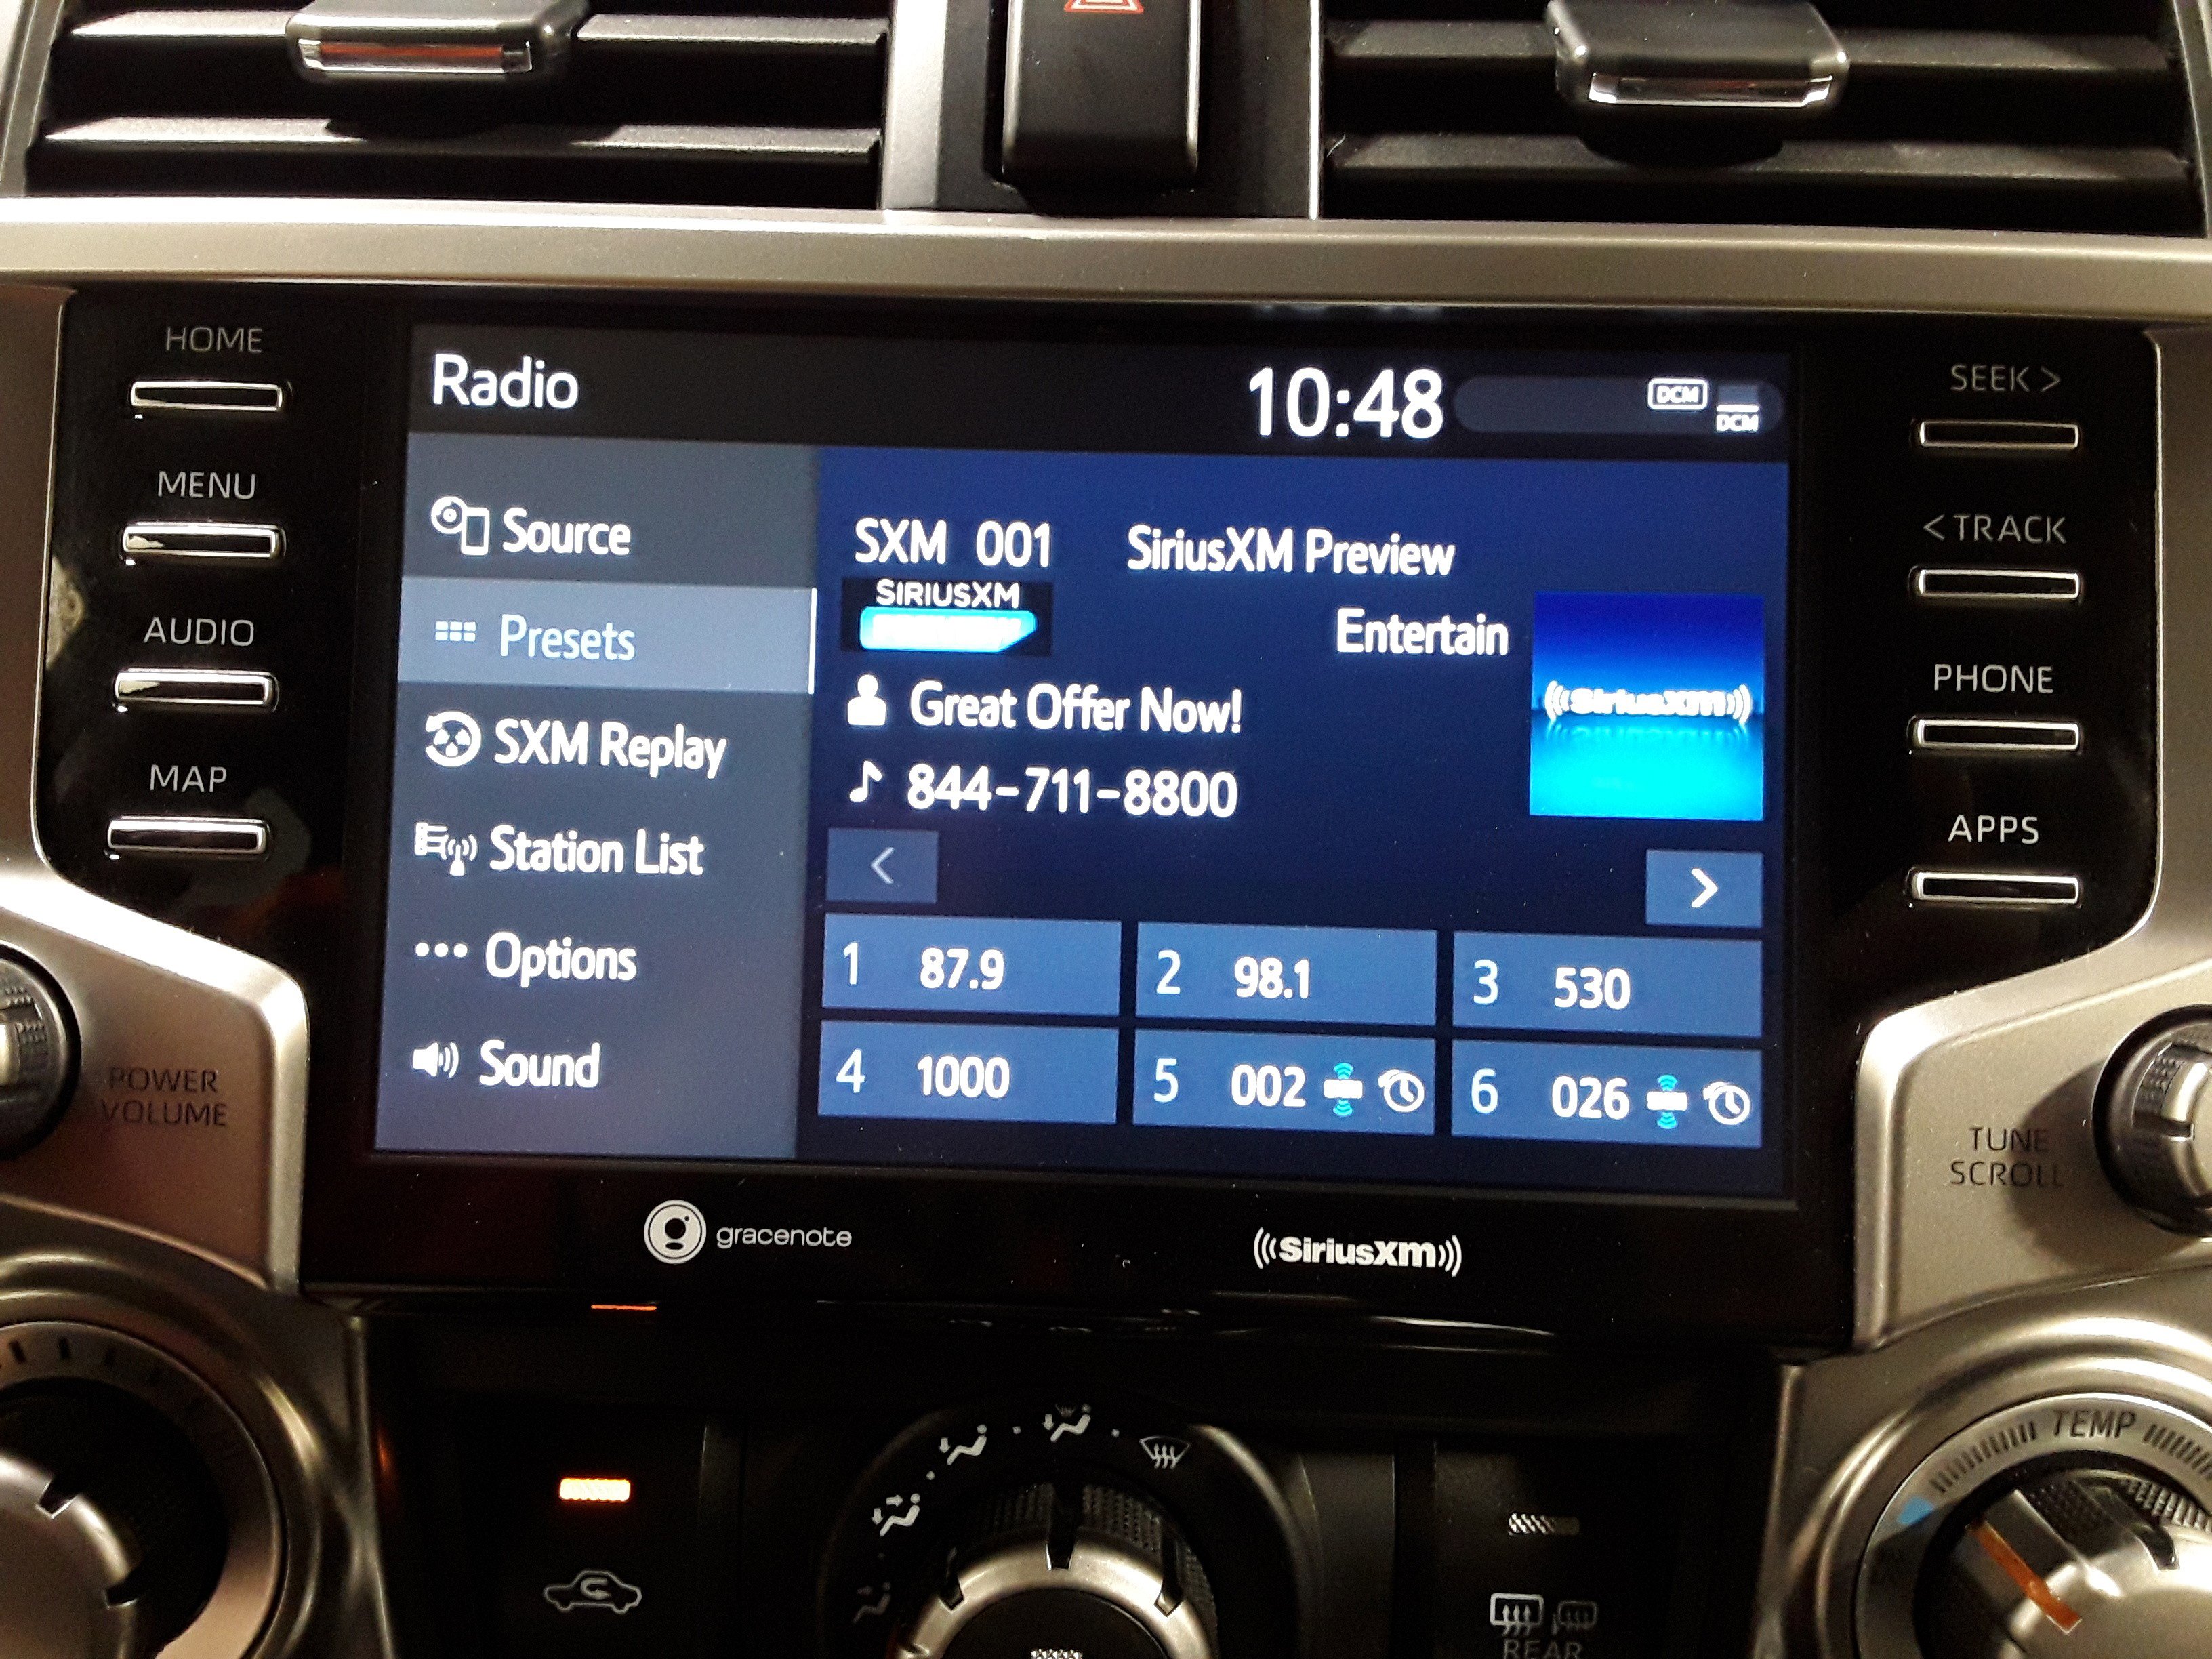 HOME
MENU
AUDIO
MAP
POWER
VOLUME
Radio
10:48
DCM
DCM
Source
Presets
SXM Replay
Station List
Options
Sound
SXM 001 SiriusXM Preview
SIRIUSXM
Entertain
((SiriusXM))
Great Offer Now!
844-711-8800
<
>
1 87.9
2 98.1
3 530
4 1000
5 002
6 026
gracenote
((SiriusXM))
SEEK >
< TRACK
PHONE
APPS
TUNE
SCROLL
TEMP
REAR